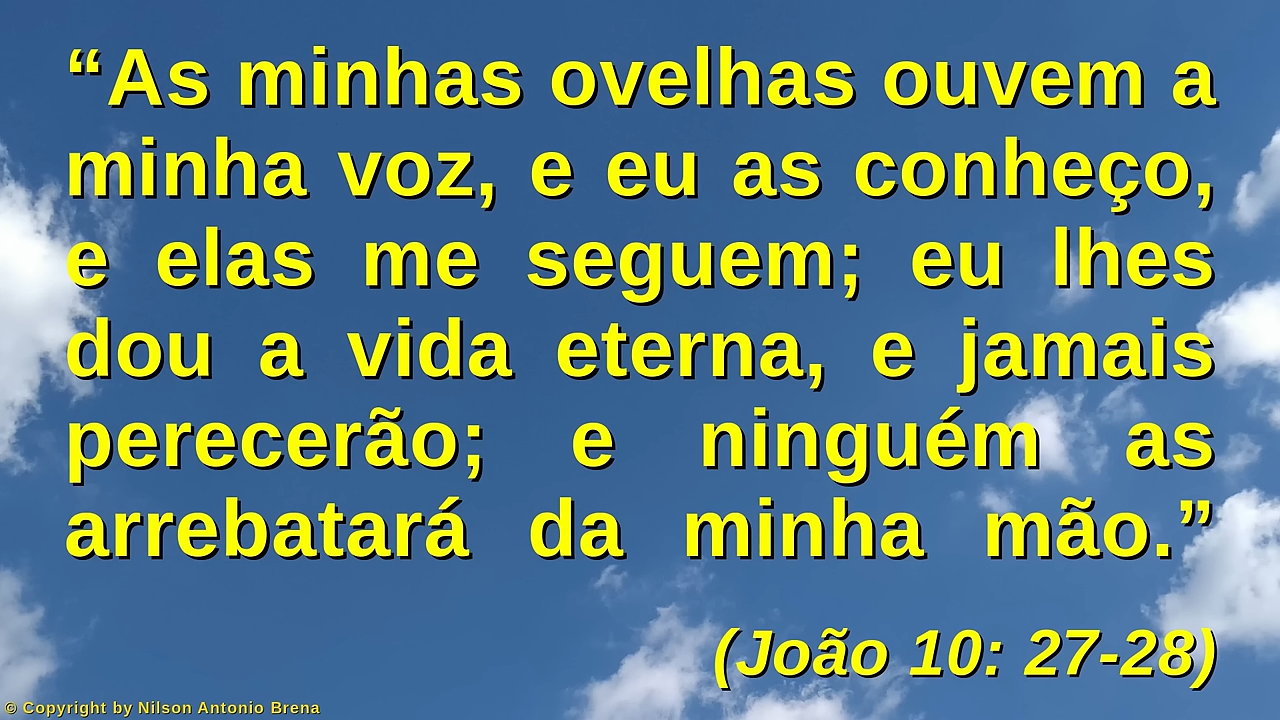 “As minhas ovelhas ouvem a
minha voz, e eu as conheço,
e elas me seguem; eu lhes
dou a vida eterna, e jamais
perecerão; e ninguém as
arrebatará da minha mão.”
(João 10: 27-28)
© Copyright by Nilson Antonio Brena